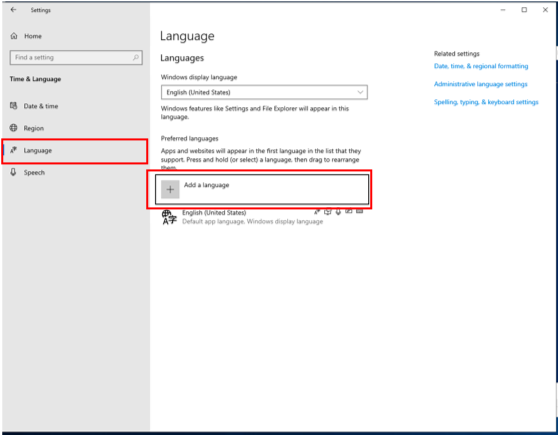 Settings
Home
Find a setting
Time & Language
Date & time
Region
Language
Speech
Language
Languages
Windows display language
English (United States)
Windows features like Settings and File Explorer will appear in this
language.
Preferred languages
Apps and websites will appear in the first language in the list that they
support. Press and hold (or select) a language, then drag to rearrange
them.
Add a language
English (United States)
Default app language, Windows display language
Related settings
Date, time, & regional formatting
Administrative language settings
Spelling, typing, & keyboard settings